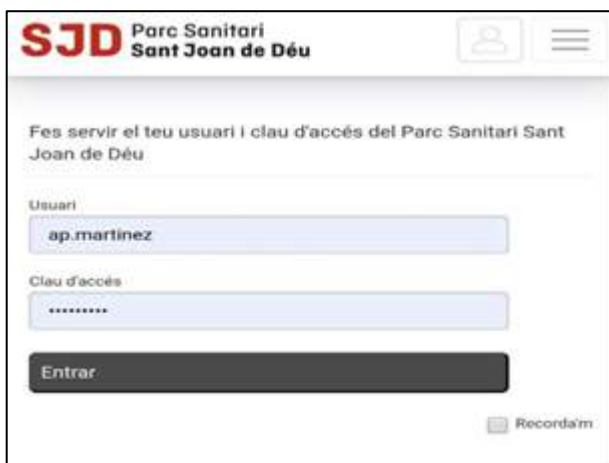 SJD Parc Sanitari
Sant Joan de Déu
Fes servir el teu usuari i clau d'accés del Parc Sanitari Sant
Joan de Déu
Usuari
ap.martinez
Clau d'accés
•••••••••
Entrar
Recorda'm